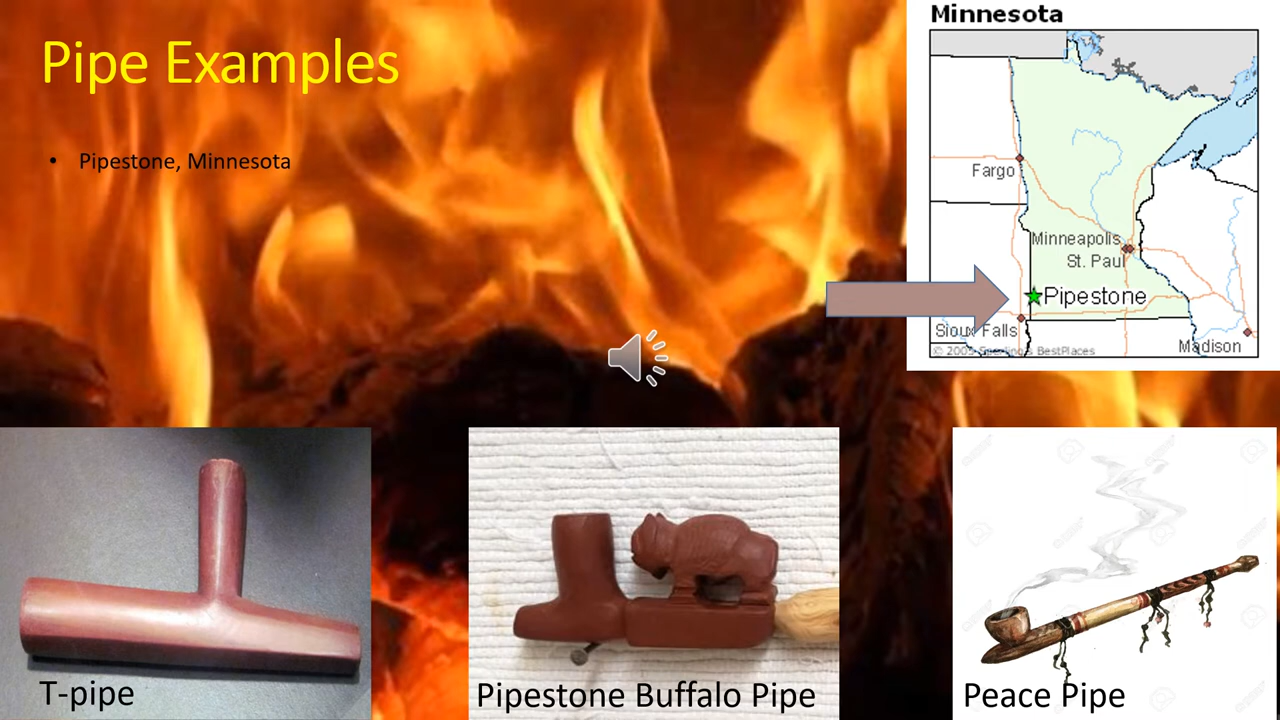 Pipe Examples
• Pipestone, Minnesota
Minnesota
Fargo
Minneapolis
St. Paul
Pipestone
Sioux Falls
Madison
T-pipe
Pipestone Buffalo Pipe
Peace Pipe